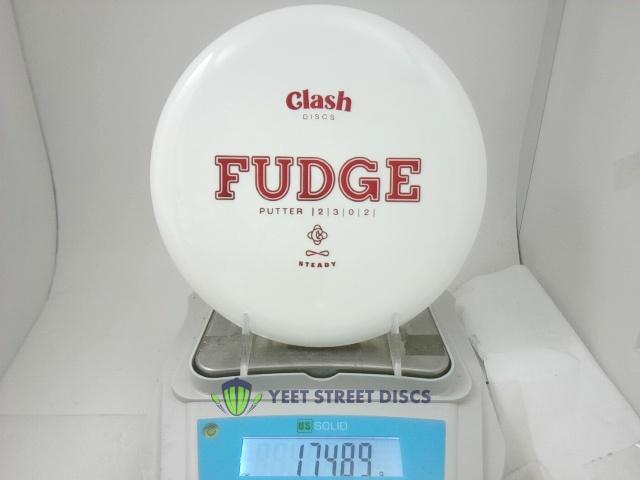 Clash
DISCS
FUDGE
PUTTER |2|3|0|2|
STEADY
YEET STREET DISCS
US SOLID
174.89 g